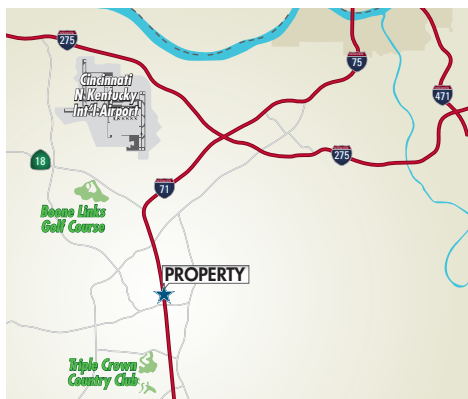 275
75
Cincinnati
N. Kentucky
Int'l Airport
471
275
18
71
Boone Links
Golf Course
PROPERTY
Triple Crown
Country Club